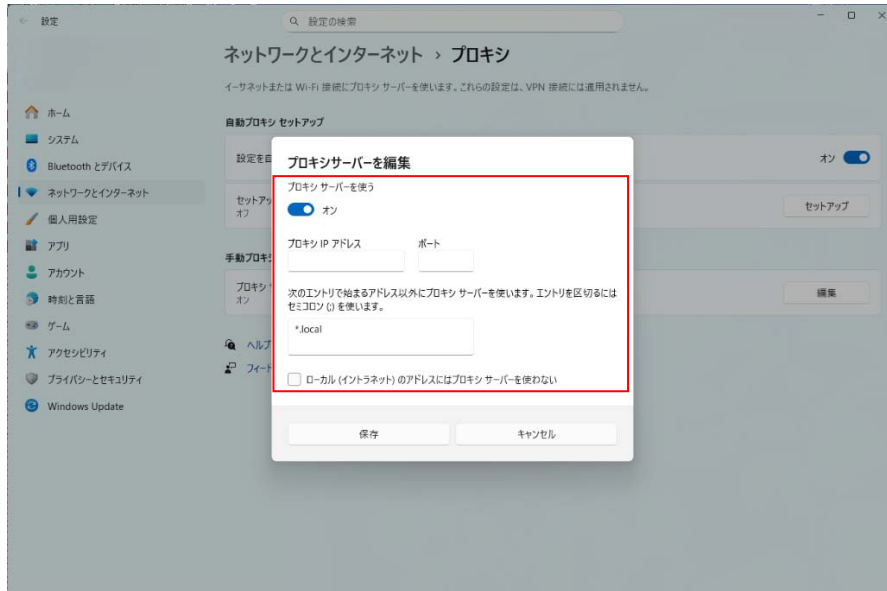 設定
設定の検索
ネットワークとインターネット › プロキシ
イーサネットまたは Wi-Fi 接続にプロキシ サーバーを使います。これらの設定は、VPN 接続には適用されません。
ホーム
システム
Bluetooth とデバイス
ネットワークとインターネット
個人用設定
アプリ
アカウント
時刻と言語
ゲーム
アクセシビリティ
プライバシーとセキュリティ
Windows Update
自動プロキシ セットアップ
設定を自
オン
セットアッ
オフ
セットアップ
手動プロキシ
プロキシ
オン
編集
ヘルプ
フィード
プロキシサーバーを編集
プロキシ サーバーを使う
オン
プロキシ IP アドレス
ポート
次のエントリで始まるアドレス以外にプロキシ サーバーを使います。エントリを区切るには
セミコロン (;) を使います。
*.local
ローカル (イントラネット) のアドレスにはプロキシ サーバーを使わない
保存
キャンセル